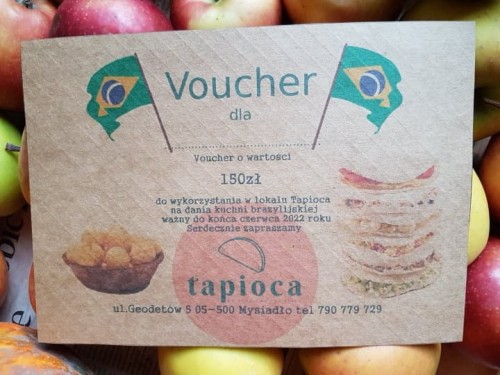 Voucher
dla
Voucher o wartości
150zł
do wykorzystania w lokalu Tapioca
na dania kuchni brazylijskiej
ważny do końca czerwca 2022 roku
Serdecznie zapraszamy
tapioca
ul.Geodetów 5 05-500 Mysiadło tel 790 779 729